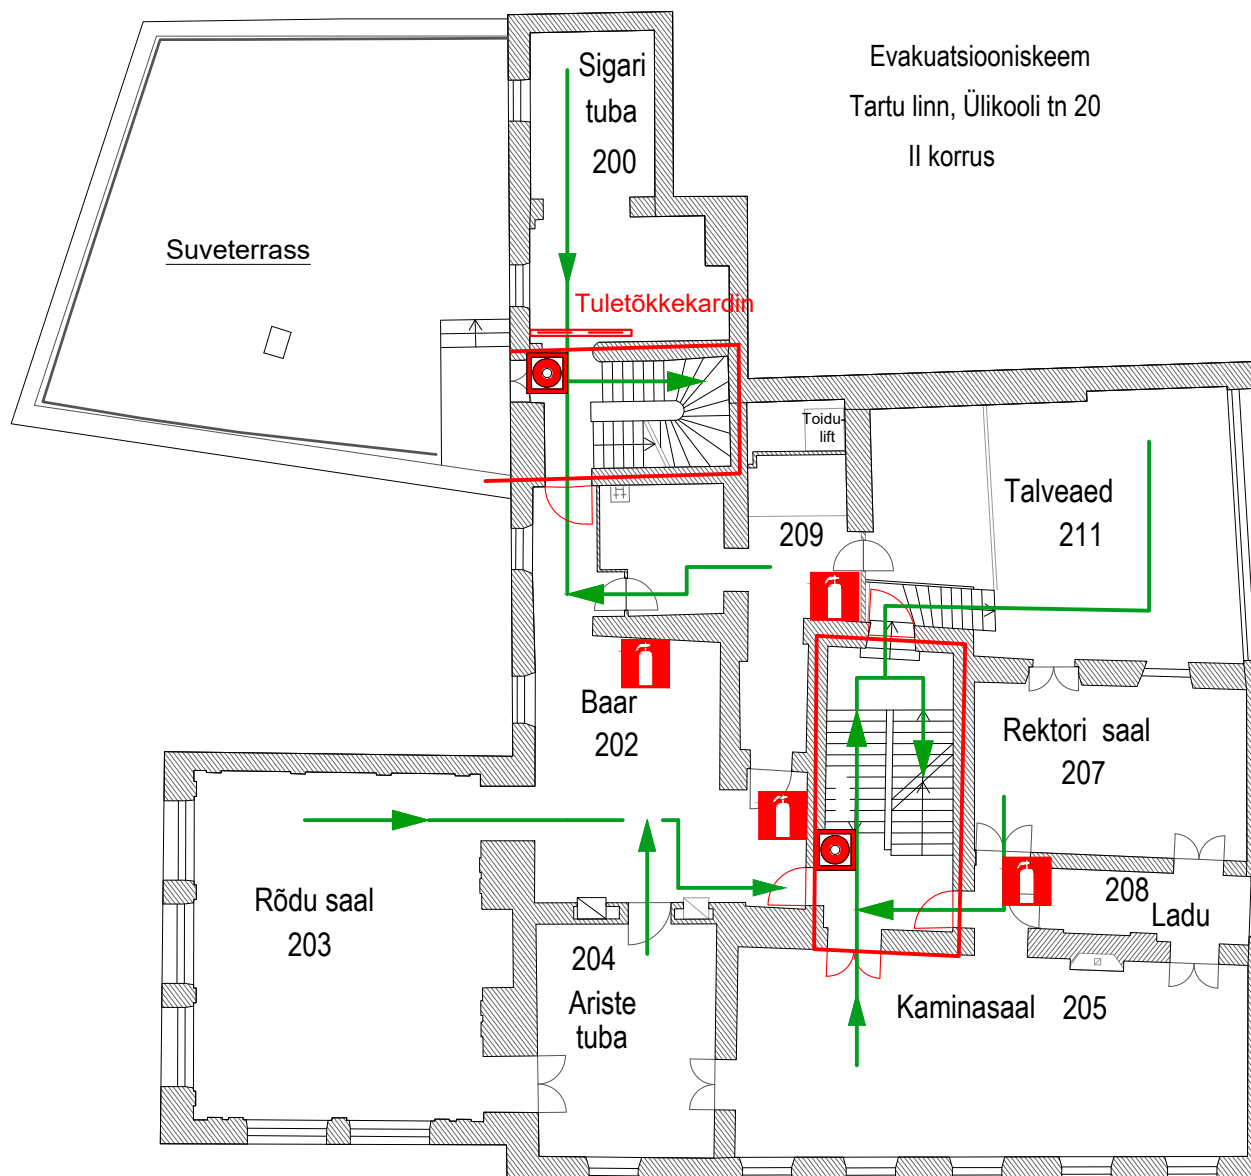 Evakuatsiooniskeem
Tartu linn, Ülikooli tn 20
II korrus
Sigari
tuba
200
Suveterrass
Tuletõkkekardin
Toidu-
lift
Talveaed
211
209
Baar
202
Rektori saal
207
208
Ladu
Rõdu saal
203
204
Ariste
tuba
Kaminasaal 205